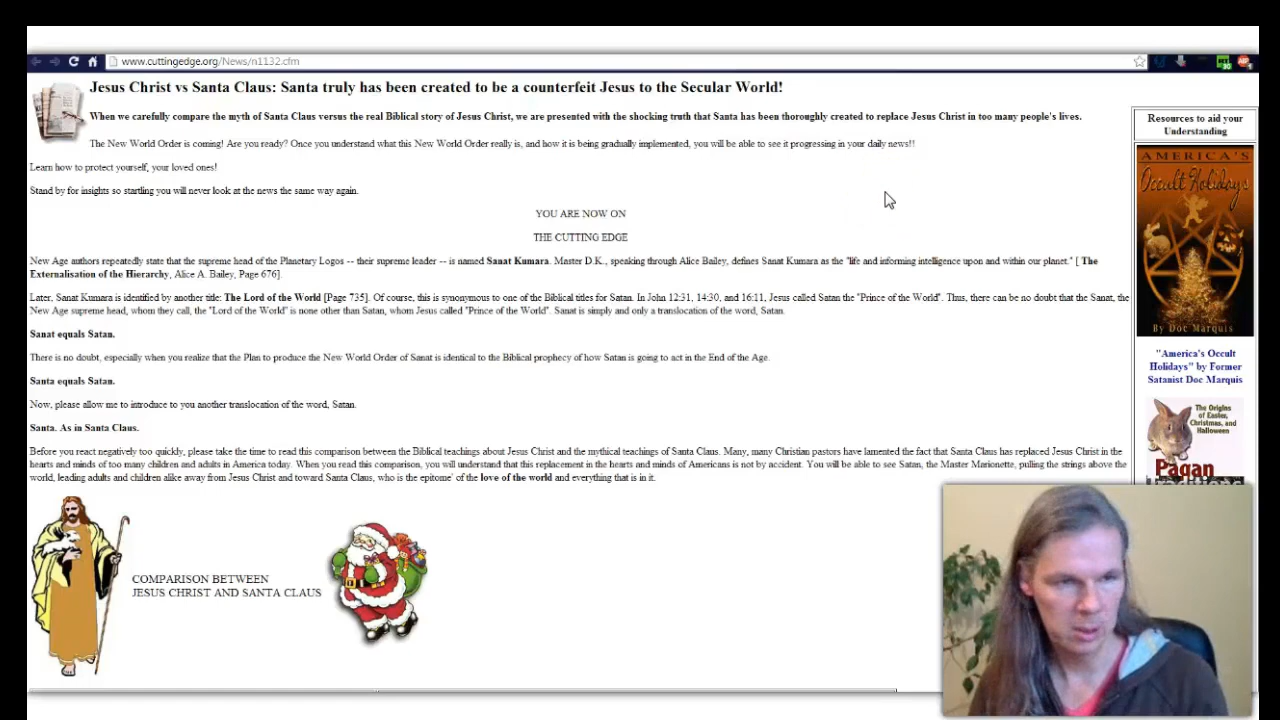 www.cuttingedge.org/News/n1132.cfm
Jesus Christ vs Santa Claus: Santa truly has been created to be a counterfeit Jesus to the Secular World!
When we carefully compare the myth of Santa Claus versus the real Biblical story of Jesus Christ, we are presented with the shocking truth that Santa has been thoroughly created to replace Jesus Christ in too many people's lives.
The New World Order is coming! Are you ready? Once you understand what this New World Order really is, and how it is being gradually implemented, you will be able to see it progressing in your daily news!!
Learn how to protect yourself, your loved ones!
Stand by for insights so startling you will never look at the news the same way again.
YOU ARE NOW ON
THE CUTTING EDGE
New Age authors repeatedly state that the supreme head of the Planetary Logos -- their supreme leader -- is named Sanat Kumara. Master D.K., speaking through Alice Bailey, defines Sanat Kumara as the "life and informing intelligence upon and within our planet." [ The
Externalisation of the Hierarchy, Alice A. Bailey, Page 676].
Later, Sanat Kumara is identified by another title: The Lord of the World [Page 735]. Of course, this is synonymous to one of the Biblical titles for Satan. In John 12:31, 14:30, and 16:11, Jesus called Satan the "Prince of the World". Thus, there can be no doubt that the Sanat, the
New Age supreme head, whom they call, the "Lord of the World" is none other than Satan, whom Jesus called "Prince of the World". Sanat is simply and only a translocation of the word, Satan.
Sanat equals Satan.
There is no doubt, especially when you realize that the Plan to produce the New World Order of Sanat is identical to the Biblical prophecy of how Satan is going to act in the End of the Age.
Santa equals Satan.
Now, please allow me to introduce to you another translocation of the word, Satan.
Santa. As in Santa Claus.
Before you react negatively too quickly, please take the time to read this comparison between the Biblical teachings about Jesus Christ and the mythical teachings of Santa Claus. Many, many Christian pastors have lamented the fact that Santa Claus has replaced Jesus Christ in the
hearts and minds of too many children and adults in America today. When you read this comparison, you will understand that this replacement in the hearts and minds of Americans is not by accident. You will be able to see Satan, the Master Marionette, pulling the strings above the
world, leading adults and children alike away from Jesus Christ and toward Santa Claus, who is the epitome' of the love of the world and everything that is in it.
COMPARISON BETWEEN
JESUS CHRIST AND SANTA CLAUS
Resources to aid your
Understanding
AMERICA'S
Occult Holidays
By Doc Marquis
"America's Occult
Holidays" by Former
Satanist Doc Marquis
The Origins
of Easter,
Christmas, and
Halloween
Pagan